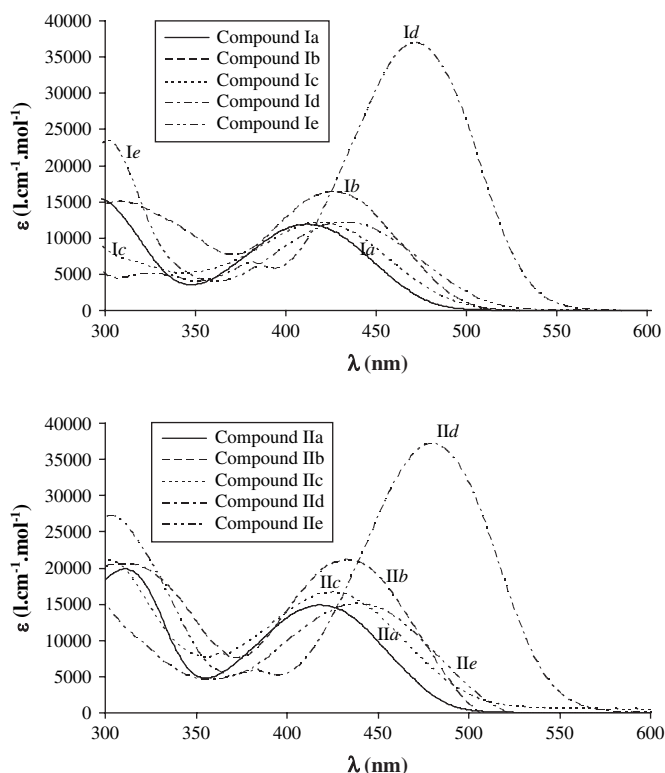 40000
35000
30000
25000
20000
15000
10000
5000
0
ε (l.cm-1.mol-1)
Compound Ia
Compound Ib
Compound Ic
Compound Id
Compound Ie
Id
Ie
Ib
Ic
Ia
300 350 400 450 500 550 600
λ (nm)
40000
35000
30000
25000
20000
15000
10000
5000
0
ε (l.cm-1.mol-1)
Compound IIa
Compound IIb
Compound IIc
Compound IId
Compound IIe
IId
IIc
IIb
IIa
IIe
300 350 400 450 500 550 600
λ (nm)